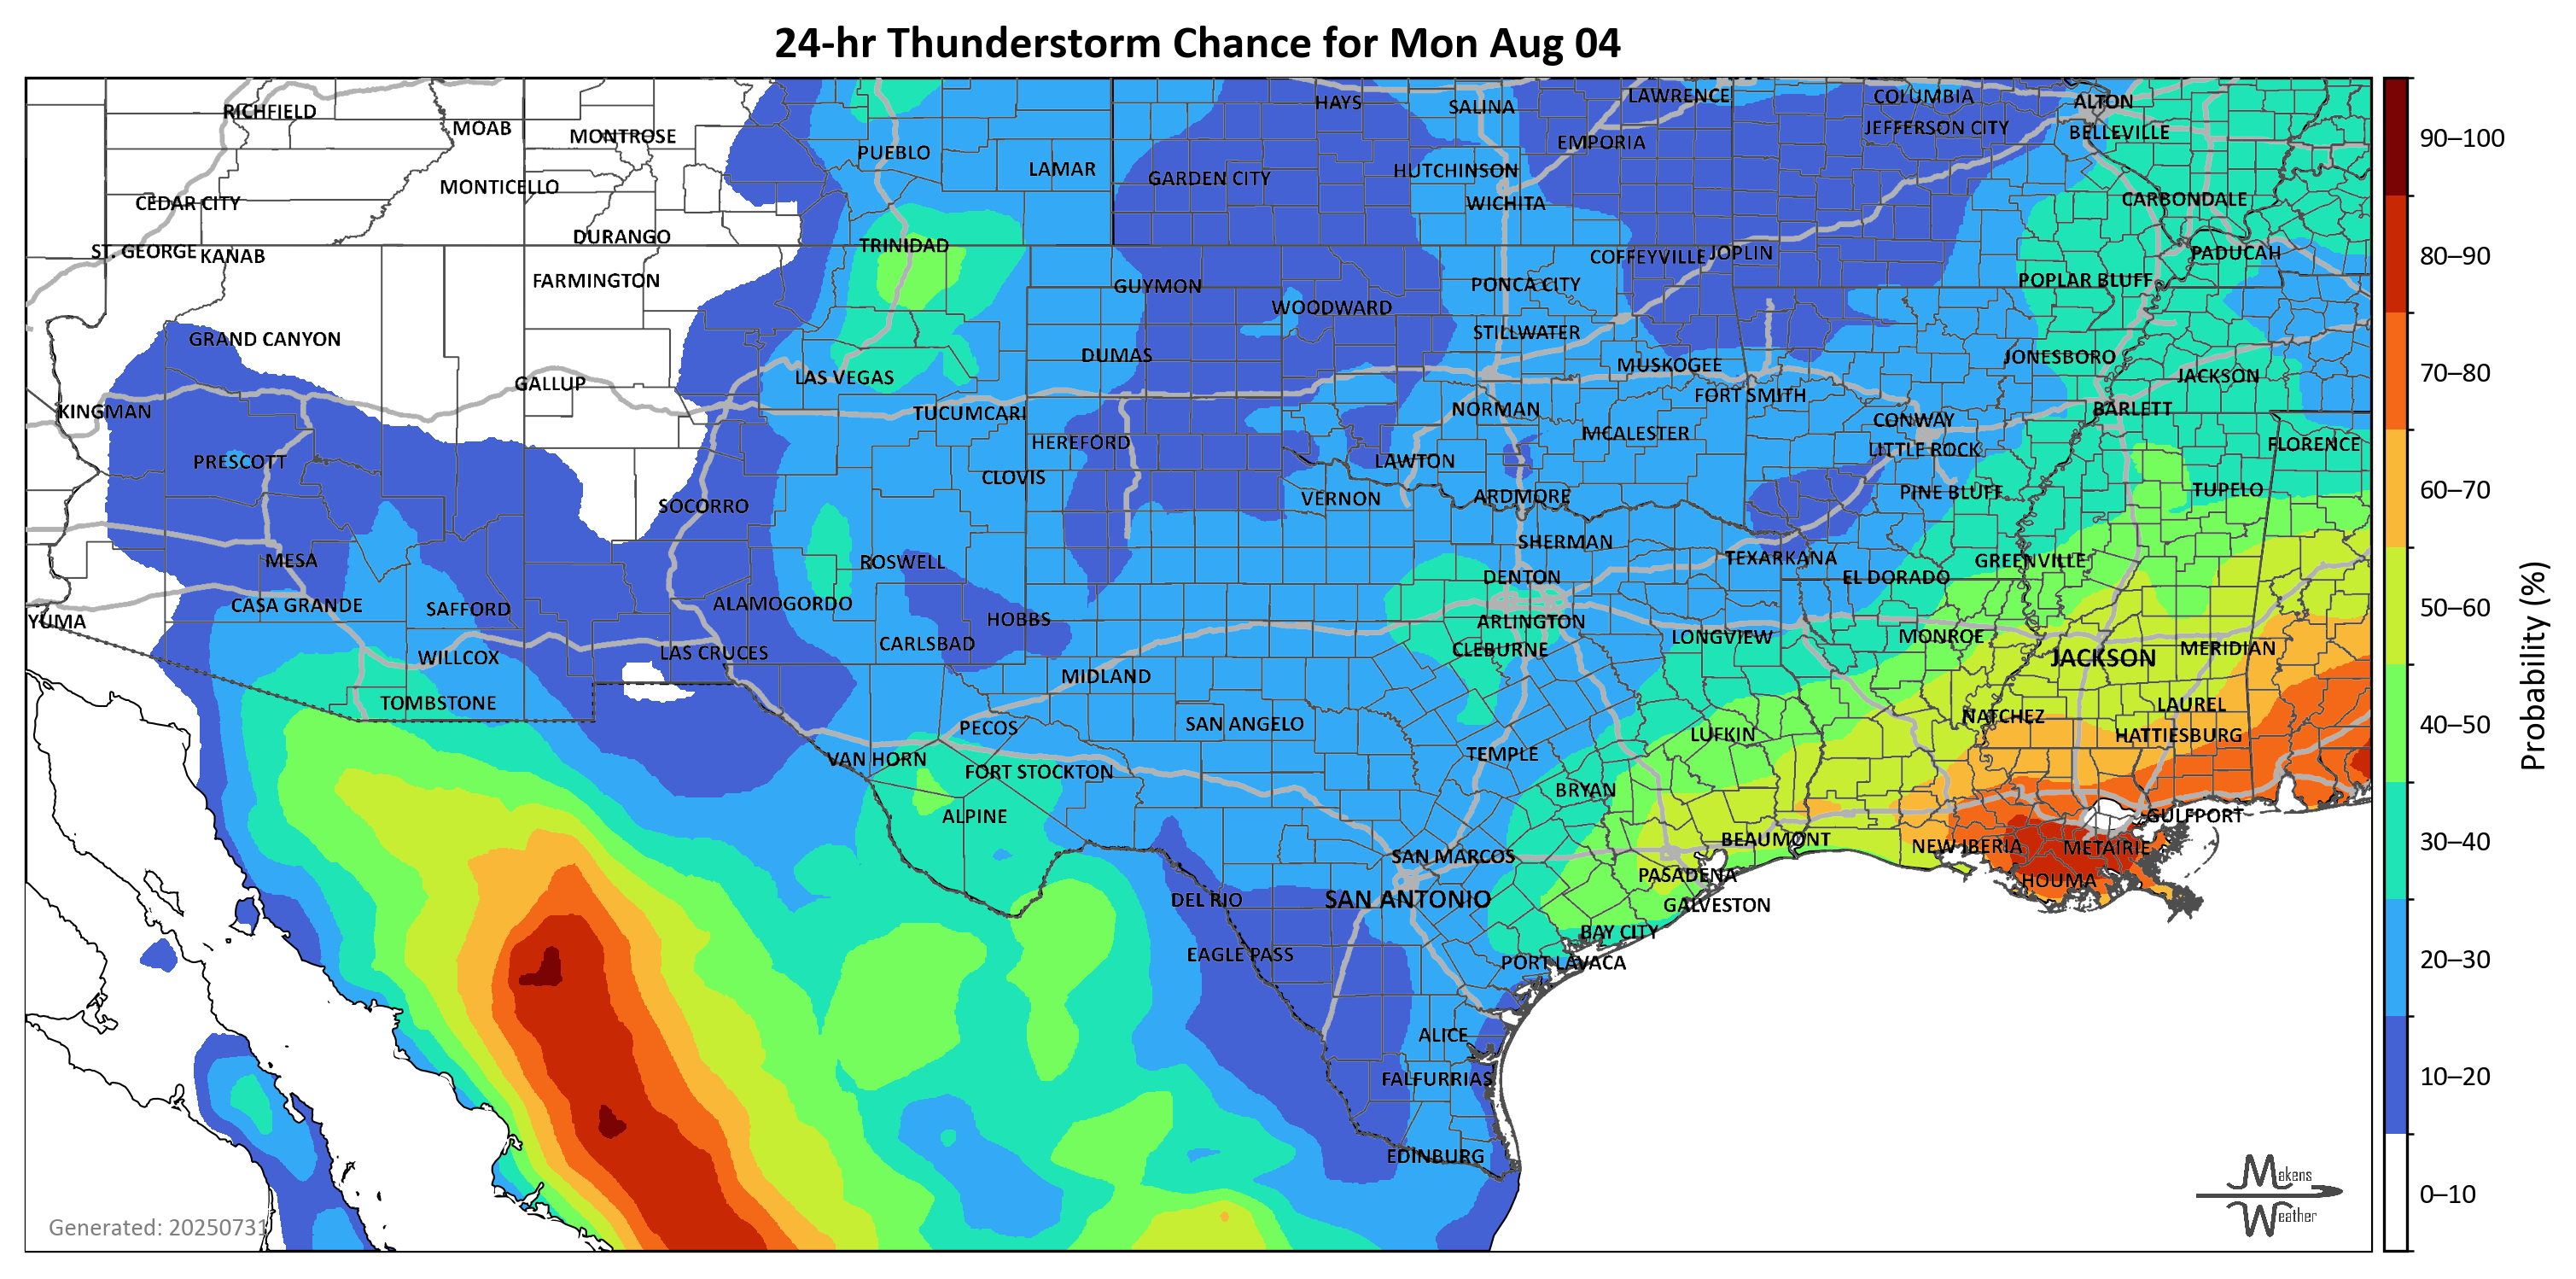 24-hr Thunderstorm Chance for Mon Aug 04
RICHFIELD
MOAB
MONTROSE
PUEBLO
LAMAR
HAYS
SALINA
LAWRENCE
COLUMBIA
ALTON
GARDEN CITY
HUTCHINSON
EMPORIA
JEFFERSON CITY
BELLEVILLE
CEDAR CITY
MONTICELLO
WICHITA
CARBONDALE
ST. GEORGE
KANAB
DURANGO
TRINIDAD
COFFEYVILLE
JOPLIN
PADUCAH
FARMINGTON
GUYMON
WOODWARD
PONCA CITY
POPLAR BLUFF
GRAND CANYON
DUMAS
STILLWATER
JONESBORO
GALLUP
LAS VEGAS
MUSKOGEE
JACKSON
KINGMAN
TUCUMCARI
NORMAN
FORT SMITH
CONWAY
BARLETT
PRESCOTT
HEREFORD
LAWTON
MCALESTER
LITTLE ROCK
FLORENCE
SOCORRO
CLOVIS
VERNON
ARDMORE
PINE BLUFF
TUPELO
MESA
ROSWELL
SHERMAN
TEXARKANA
GREENVILLE
CASA GRANDE
SAFFORD
ALAMOGORDO
DENTON
EL DORADO
YUMA
HOBBS
ARLINGTON
WILLCOX
LAS CRUCES
CARLSBAD
CLEBURNE
LONGVIEW
MONROE
JACKSON
MERIDIAN
TOMBSTONE
MIDLAND
PECOS
SAN ANGELO
LUFKIN
NATCHEZ
LAUREL
VAN HORN
FORT STOCKTON
TEMPLE
HATTIESBURG
ALPINE
BRYAN
GULFPORT
SAN MARCOS
BEAUMONT
NEW IBERIA
METAIRIE
DEL RIO
SAN ANTONIO
PASADENA
HOUMA
GALVESTON
EAGLE PASS
BAY CITY
PORT LAVACA
ALICE
FALFURRIAS
EDINBURG
Generated: 20250731
Makens
Weather
90–100
80–90
70–80
60–70
50–60
40–50
30–40
20–30
10–20
0–10
Probability (%)